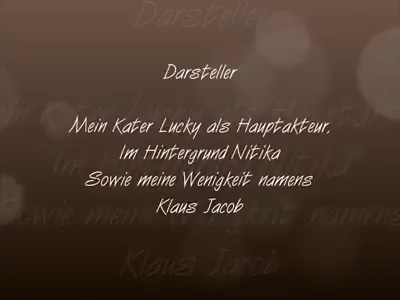 Darsteller
Mein Kater Lucky als Hauptakteur,
Im Hintergrund Nitika
Sowie meine Wenigkeit namens
Klaus Jacob